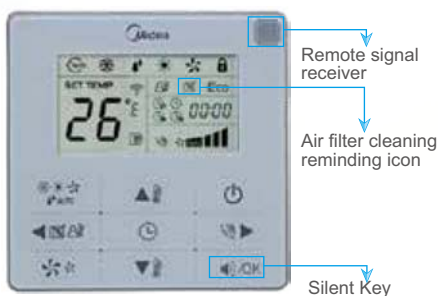 Midea
Remote signal
receiver
SET TEMP
Eco
26
°C
00:00
Air filter cleaning
reminding icon
/OK
Silent Key